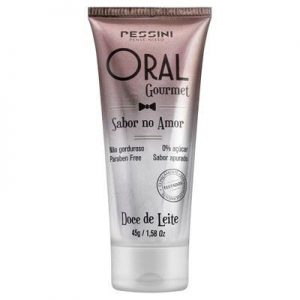 PESSINI
ORAL
Gourmet
Sabor no Amor
Não gorduroso
Paraben Free
0% açúcar
Sabor apurado
Doce de Leite
45g / 1,58 Oz